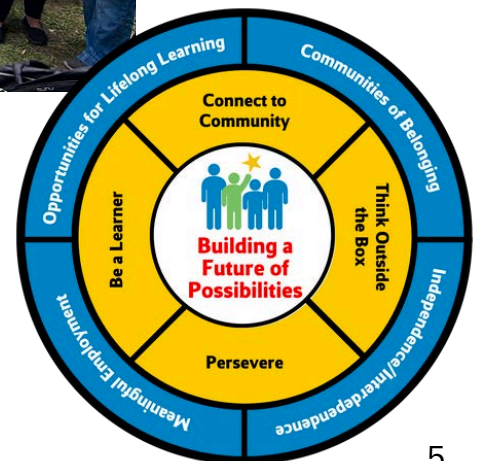 Opportunities for Lifelong Learning
Communities of Belonging
Connect to
Community
Be a Learner
Think Outside
the Box
Building a
Future of
Possibilities
Persevere
Meaningful Employment
Independence/Interdependence
5